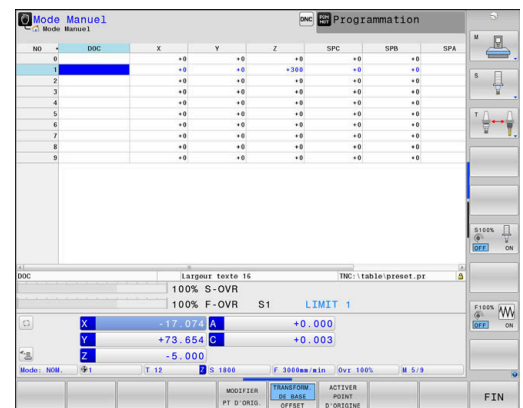 Mode Manuel DNC Programmation
Mode Manuel
NO DOC X Y Z SPC SPB SPA
0 +0 +0 +0 +0 +0
1 +0 +0 +300 +0 +0
2 +0 +0 +0 +0 +0
3 +0 +0 +0 +0 +0
4 +0 +0 +0 +0 +0
5 +0 +0 +0 +0 +0
6 +0 +0 +0 +0 +0
7 +0 +0 +0 +0 +0
8 +0 +0 +0 +0 +0
9 +0 +0 +0 +0 +0
DOC Largeur texte 16 TNC:\table\preset.pr
100% S-OVR
100% F-OVR S1 LIMIT 1
X -17.074 A +0.000
Y +73.654 C +0.003
Z -5.000
Mode: NOM. 1 T 12 Z S 1800 F 3000mm/min Ovr 100% M 5/9
MODIFIER PT D'ORIG.
TRANSFORM. DE BASE OFFSET
ACTIVER POINT D'ORIGINE
FIN
M
S
T
S100%
OFF ON
F100%
OFF ON